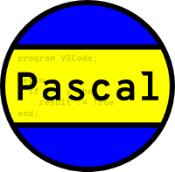 program VSCode;
Pascal
result := True
end;